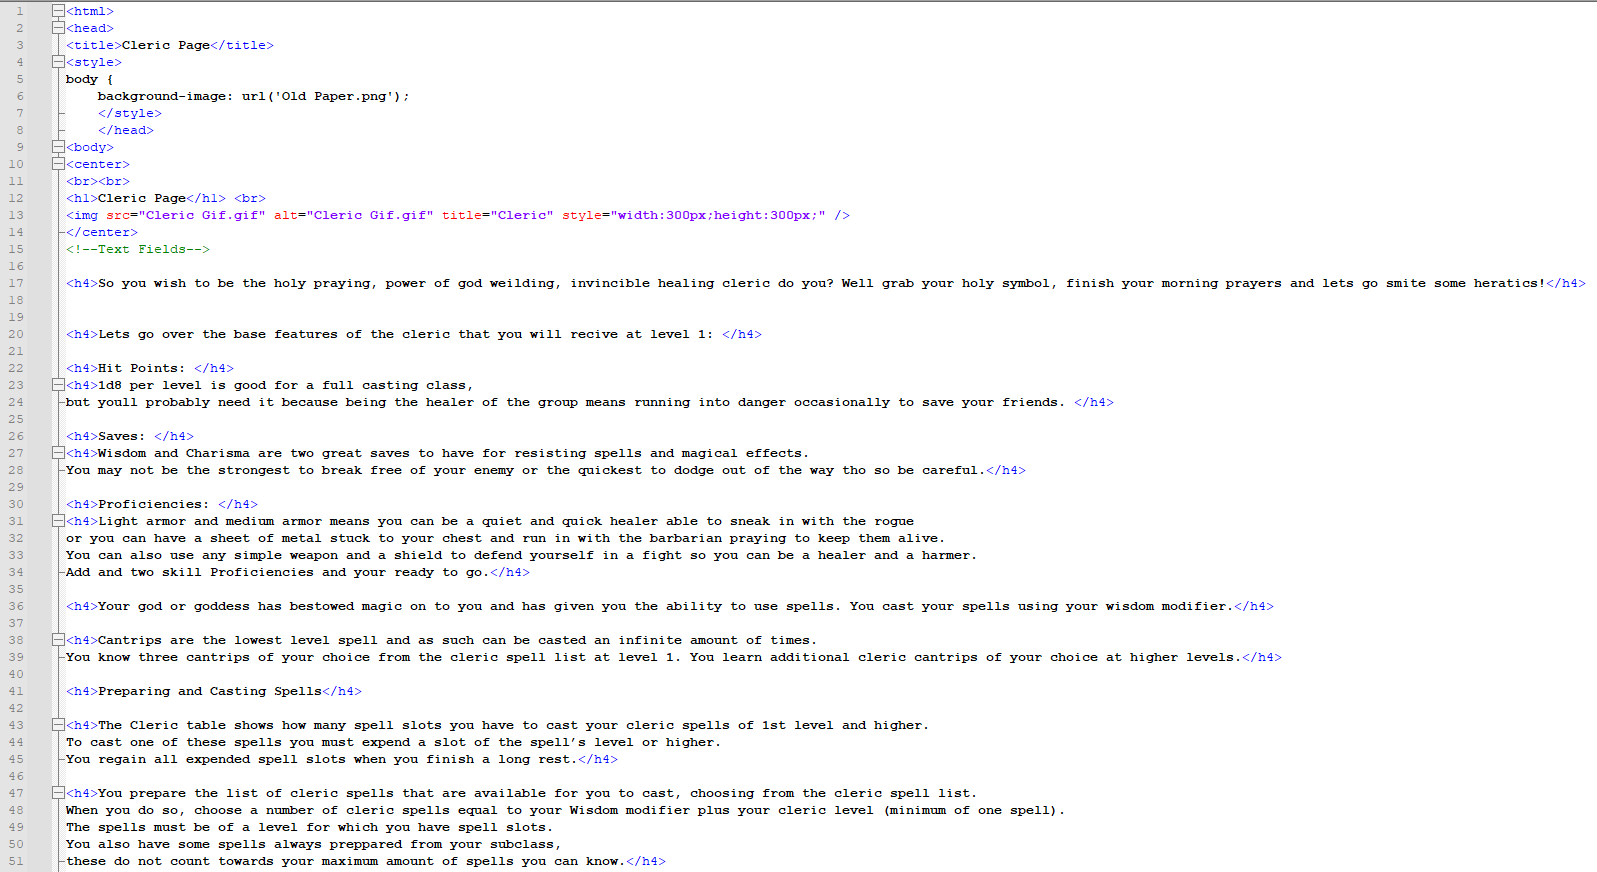 1 <html>
2 <head>
3 <title>Cleric Page</title>
4 <style>
5 body {
6 background-image: url('Old Paper.png');
7 </style>
8 </head>
9 <body>
10 <center>
11 <br><br>
12 <h1>Cleric Page</h1> <br>
13 <img src="Cleric Gif.gif" alt="Cleric Gif.gif" title="Cleric" style="width:300px;height:300px;" />
14 </center>
15 <!--Text Fields-->
16
17 <h4>So you wish to be the holy praying, power of god weilding, invincible healing cleric do you? Well grab your holy symbol, finish your morning prayers and lets go smite some heratics!</h4>
18
19
20 <h4>Lets go over the base features of the cleric that you will recive at level 1: </h4>
21
22 <h4>Hit Points: </h4>
23 <h4>1d8 per level is good for a full casting class,
24 but youll probably need it because being the healer of the group means running into danger occasionally to save your friends. </h4>
25
26 <h4>Saves: </h4>
27 <h4>Wisdom and Charisma are two great saves to have for resisting spells and magical effects.
28 You may not be the strongest to break free of your enemy or the quickest to dodge out of the way tho so be careful.</h4>
29
30 <h4>Proficiencies: </h4>
31 <h4>Light armor and medium armor means you can be a quiet and quick healer able to sneak in with the rogue
32 or you can have a sheet of metal stuck to your chest and run in with the barbarian praying to keep them alive.
33 You can also use any simple weapon and a shield to defend yourself in a fight so you can be a healer and a harmer.
34 Add and two skill Proficiencies and your ready to go.</h4>
35
36 <h4>Your god or goddess has bestowed magic on to you and has given you the ability to use spells. You cast your spells using your wisdom modifier.</h4>
37
38 <h4>Cantrips are the lowest level spell and as such can be casted an infinite amount of times.
39 You know three cantrips of your choice from the cleric spell list at level 1. You learn additional cleric cantrips of your choice at higher levels.</h4>
40
41 <h4>Preparing and Casting Spells</h4>
42
43 <h4>The Cleric table shows how many spell slots you have to cast your cleric spells of 1st level and higher.
44 To cast one of these spells you must expend a slot of the spell’s level or higher.
45 You regain all expended spell slots when you finish a long rest.</h4>
46
47 <h4>You prepare the list of cleric spells that are available for you to cast, choosing from the cleric spell list.
48 When you do so, choose a number of cleric spells equal to your Wisdom modifier plus your cleric level (minimum of one spell).
49 The spells must be of a level for which you have spell slots.
50 You also have some spells always preppared from your subclass,
51 these do not count towards your maximum amount of spells you can know.</h4>